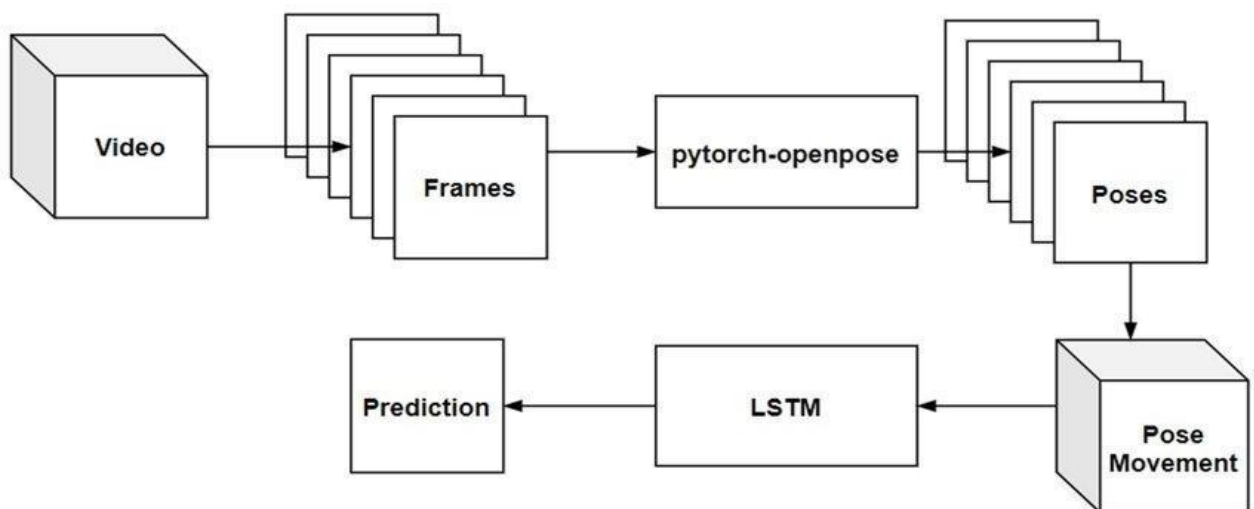 Video
Frames
pytorch-openpose
Poses
Prediction
LSTM
Pose
Movement